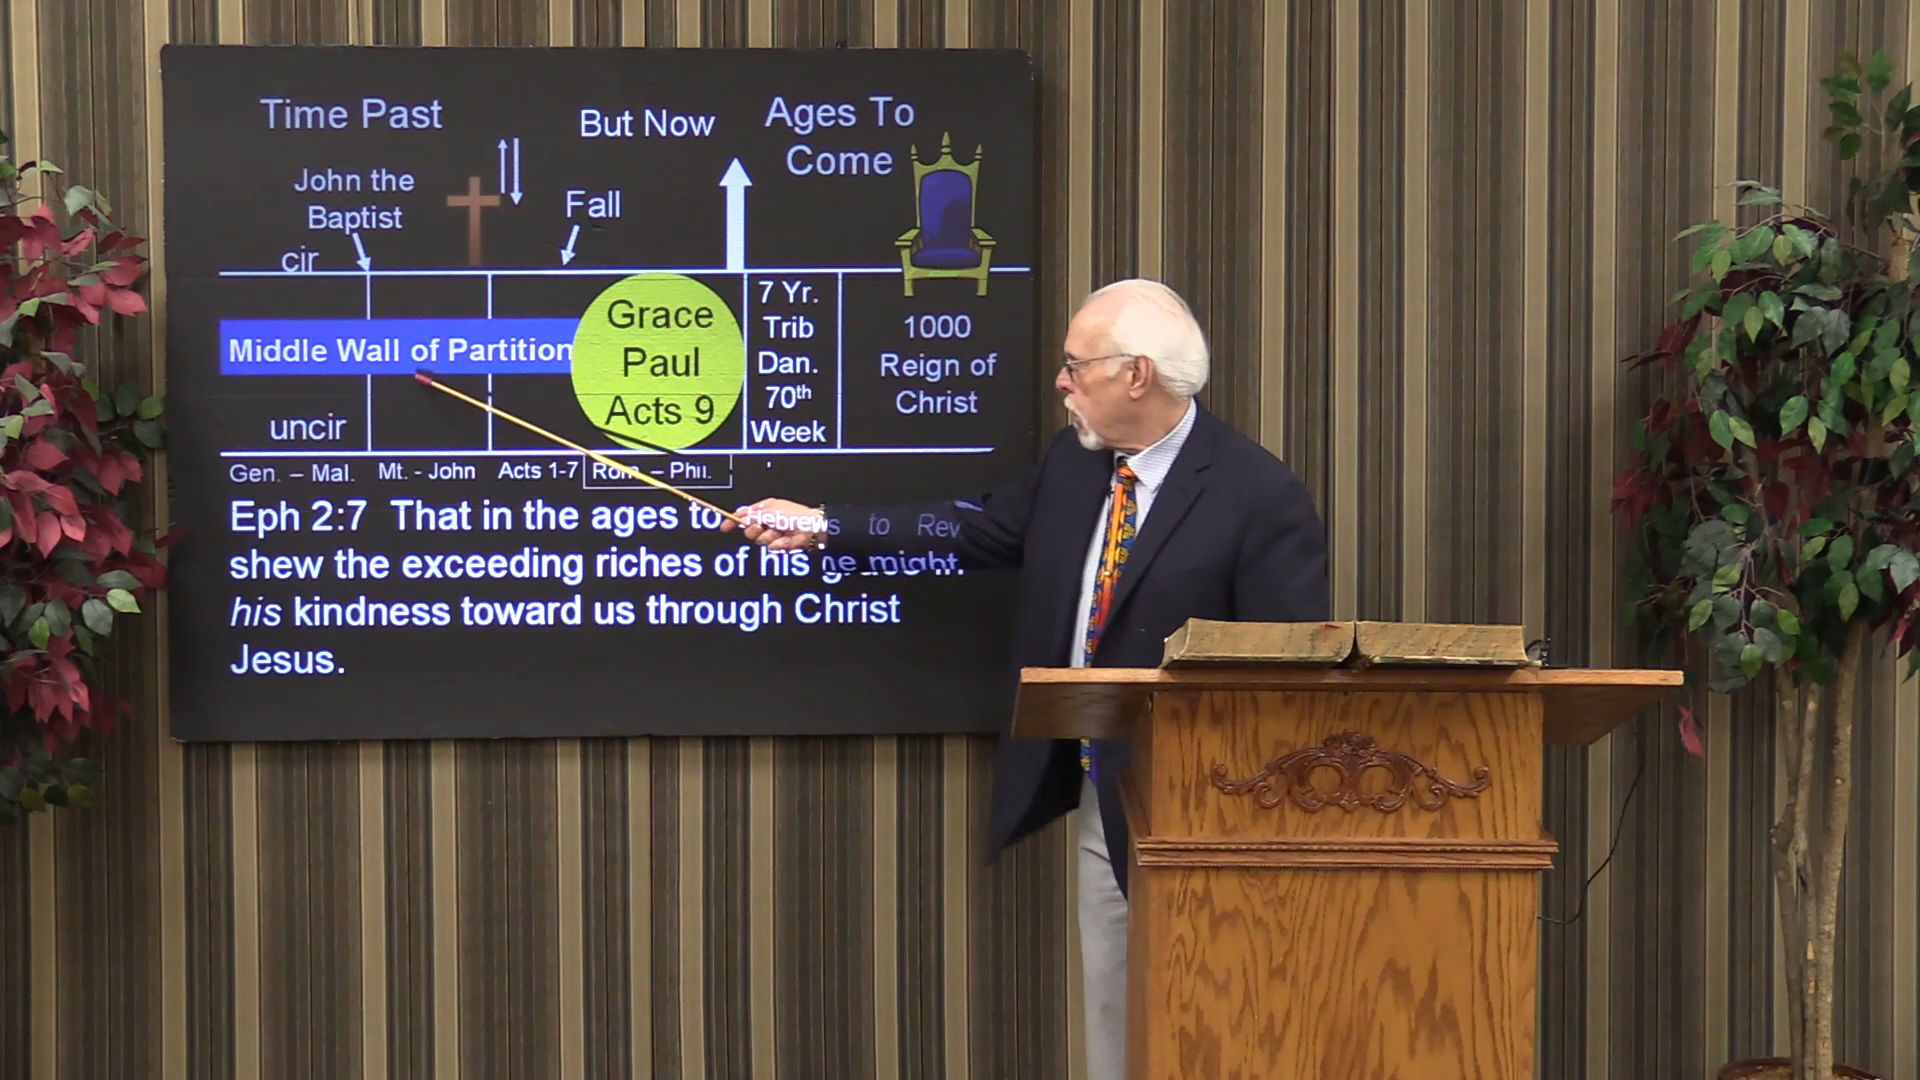 Time Past
But Now
Ages To
Come
John the
Baptist
Fall
cir
Grace
Paul
Acts 9
Middle Wall of Partition
uncir
7 Yr.
Trib
Dan.
70th
Week
1000
Reign of
Christ
Gen. – Mal.
Mt. - John
Acts 1-7
Rom. – Phil.
Hebrews to Rev
Eph 2:7 That in the ages to he might
shew the exceeding riches of his
his kindness toward us through Christ
Jesus.